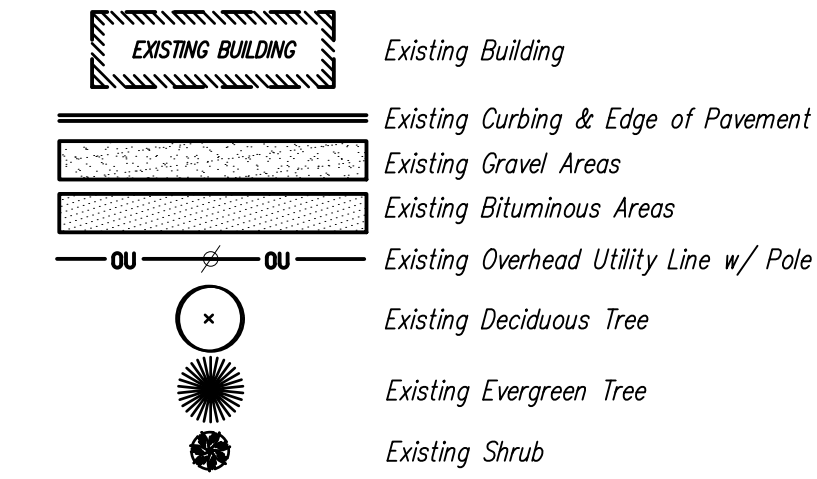 EXISTING BUILDING Existing Building
Existing Curbing & Edge of Pavement
Existing Gravel Areas
Existing Bituminous Areas
OU OU Existing Overhead Utility Line w/ Pole
Existing Deciduous Tree
Existing Evergreen Tree
Existing Shrub